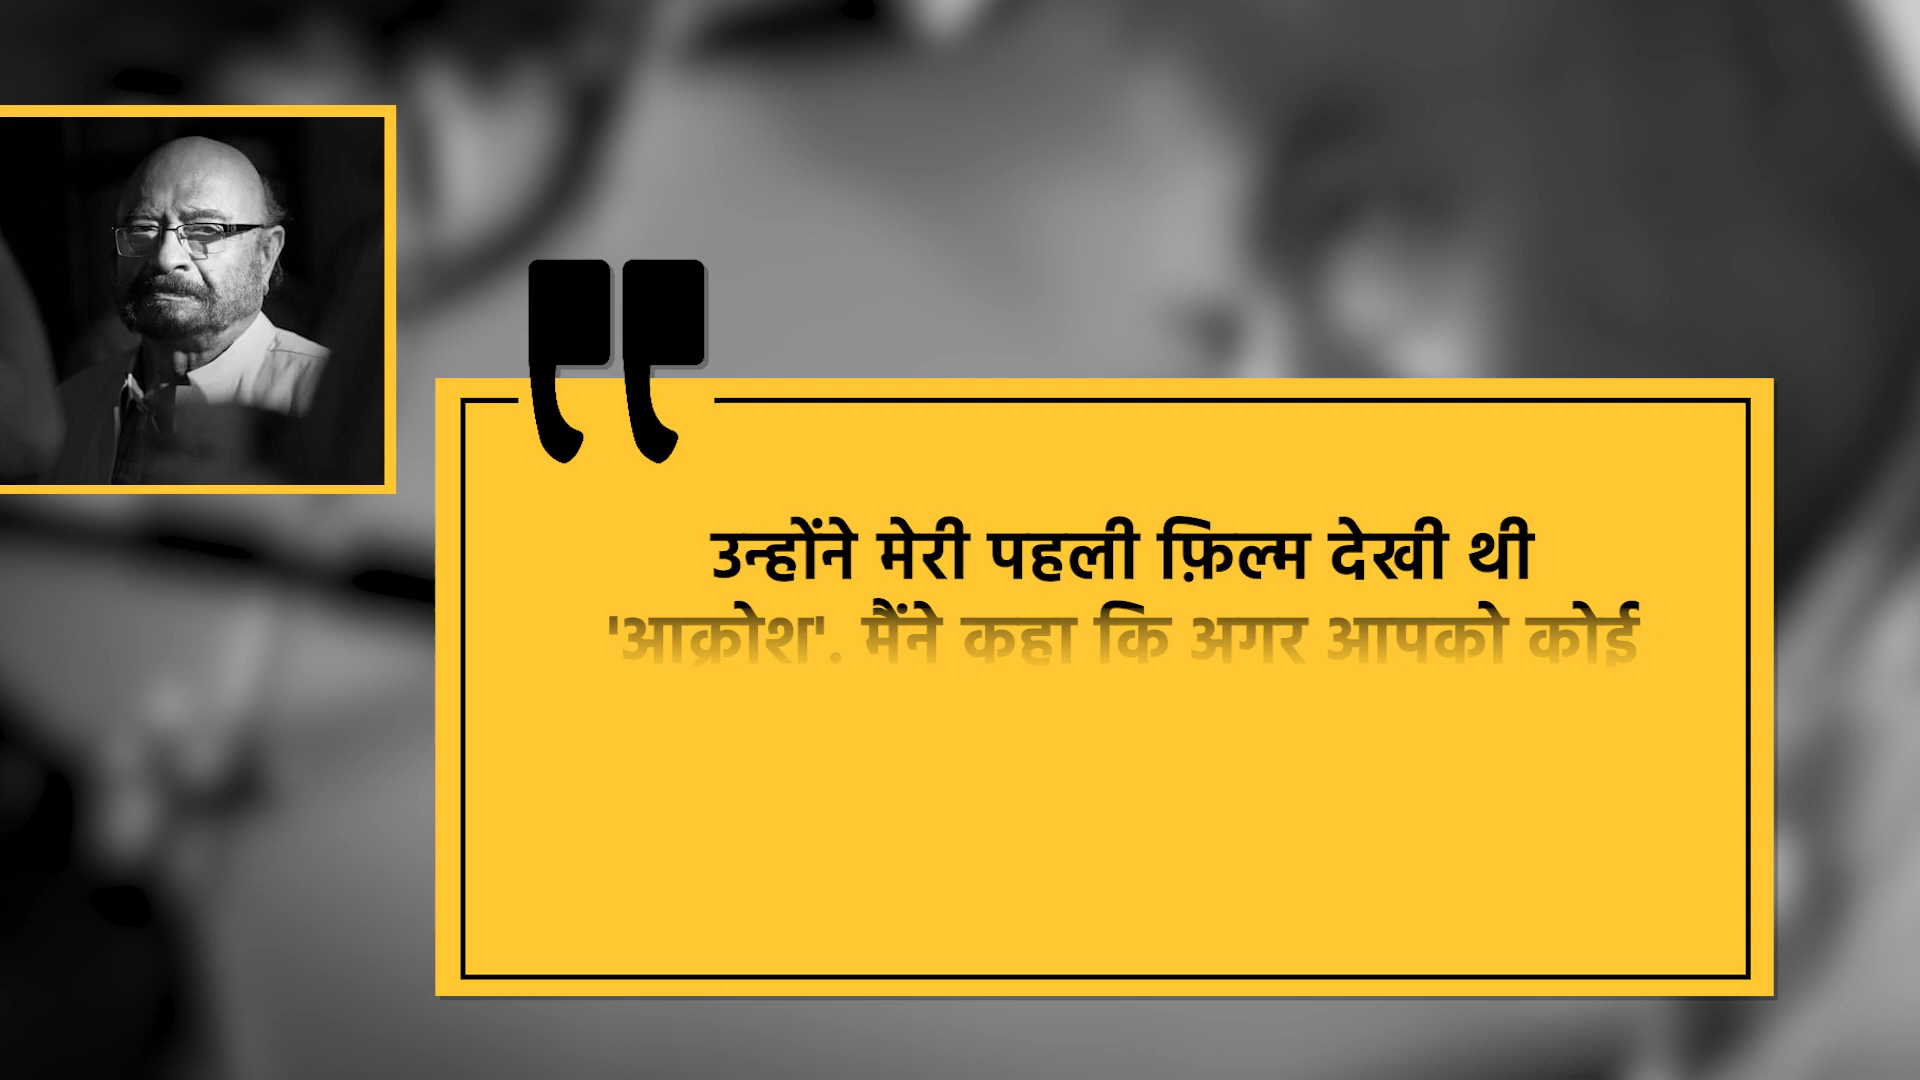 उन्होंने मेरी पहली फ़िल्म देखी थी
'आक्रोश'. मैंने कहा कि अगर आपको कोई